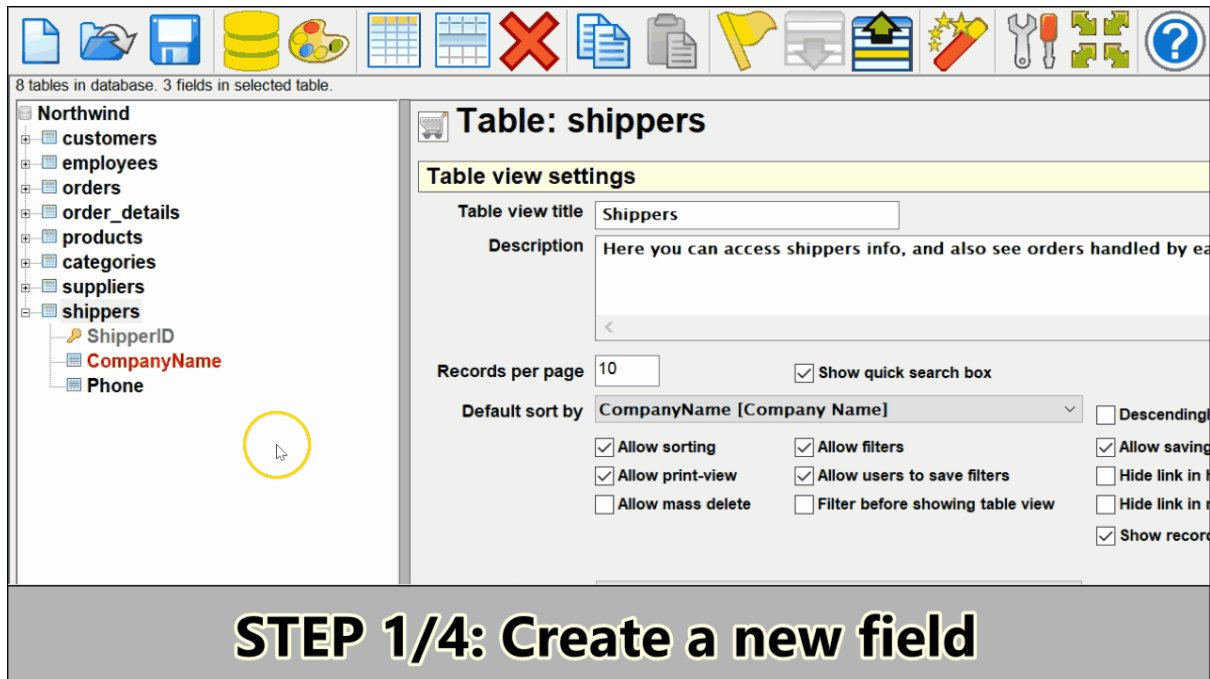 8 tables in database. 3 fields in selected table.
Northwind
customers
employees
orders
order_details
products
categories
suppliers
shippers
ShipperID
CompanyName
Phone
Table: shippers
Table view settings
Table view title Shippers
Description Here you can access shippers info, and also see orders handled by ea
Records per page 10 Show quick search box
Default sort by CompanyName [Company Name] Descending
Allow sorting Allow filters Allow saving
Allow print-view Allow users to save filters Hide link in
Allow mass delete Filter before showing table view Hide link in
Show recor
STEP 1/4: Create a new field